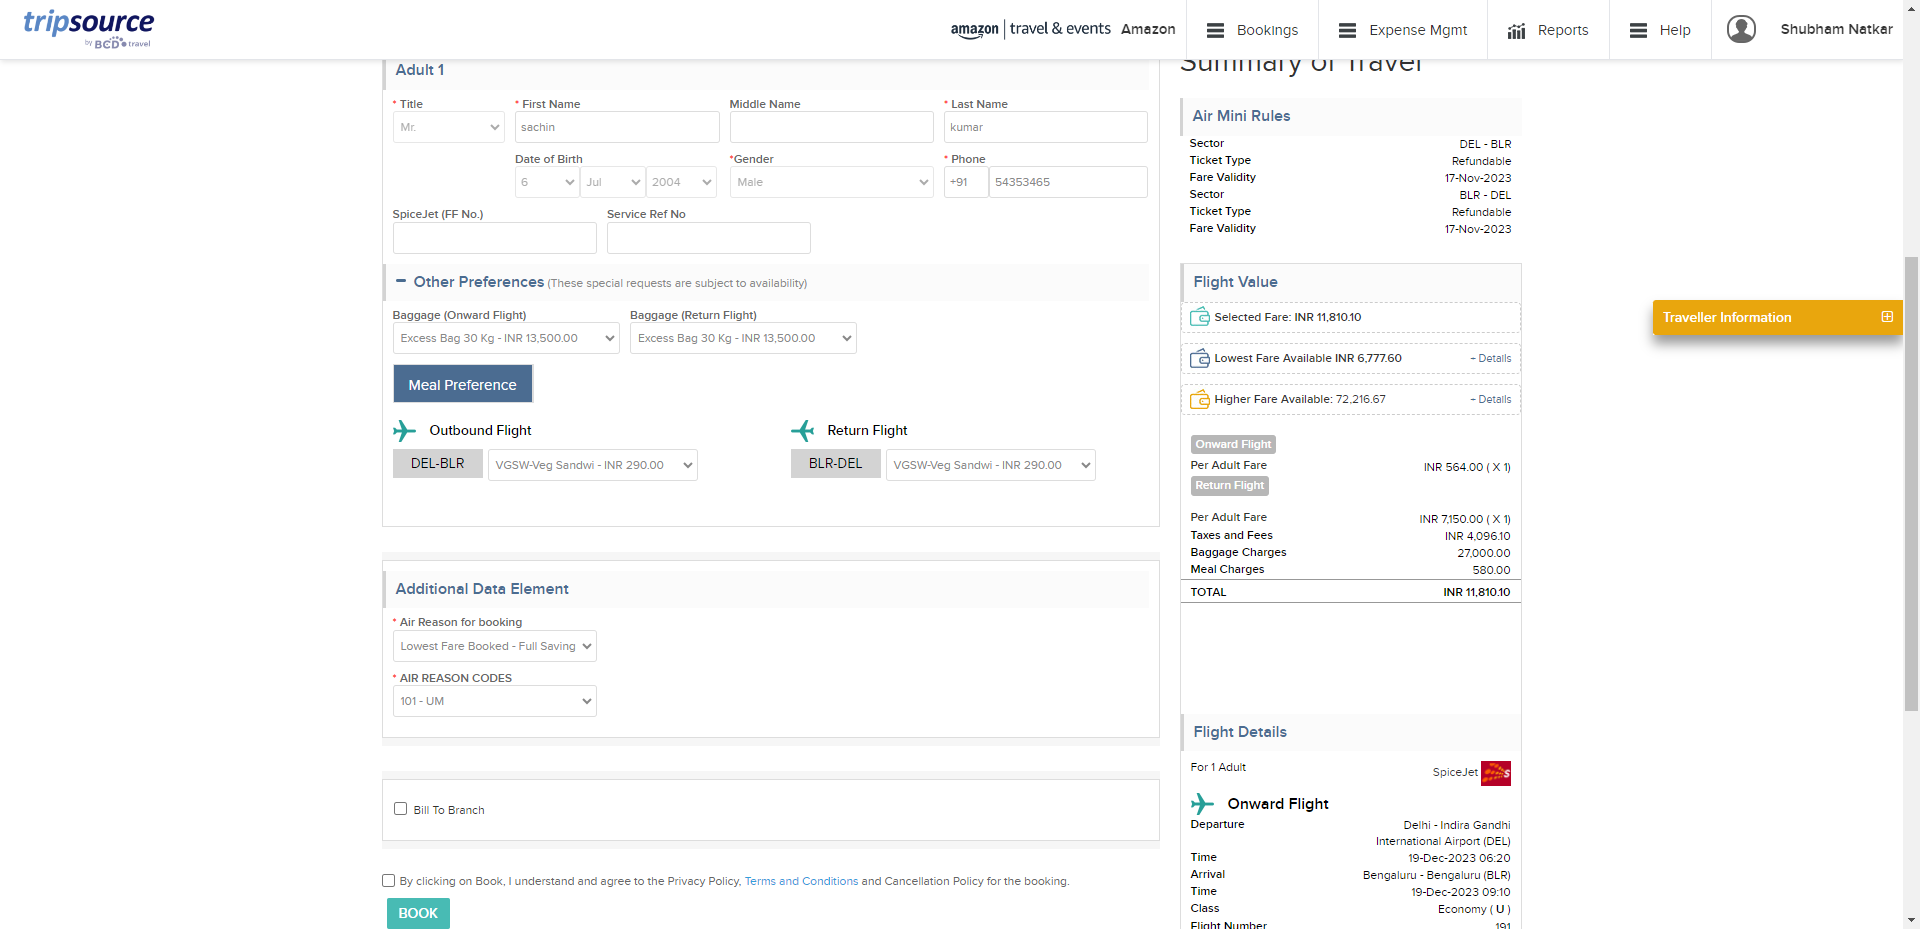 tripsource
by BCD travel
amazon | travel & events Amazon
Bookings
Expense Mgmt
Reports
Help
Shubham Natkar
Adult 1
* Title
* First Name
Middle Name
* Last Name
Mr.
sachin
kumar
Date of Birth
*Gender
* Phone
6
Jul
2004
Male
+91
54353465
SpiceJet (FF No.)
Service Ref No
Other Preferences (These special requests are subject to availability)
Baggage (Onward Flight)
Baggage (Return Flight)
Excess Bag 30 Kg - INR 13,500.00
Excess Bag 30 Kg - INR 13,500.00
Meal Preference
Outbound Flight
Return Flight
DEL-BLR
VGSW-Veg Sandwi - INR 290.00
BLR-DEL
VGSW-Veg Sandwi - INR 290.00
Additional Data Element
* Air Reason for booking
Lowest Fare Booked - Full Saving
* AIR REASON CODES
101 - UM
Bill To Branch
By clicking on Book, I understand and agree to the Privacy Policy, Terms and Conditions and Cancellation Policy for the booking.
BOOK
Summary of Travel
Air Mini Rules
Sector DEL - BLR
Ticket Type Refundable
Fare Validity 17-Nov-2023
Sector BLR - DEL
Ticket Type Refundable
Fare Validity 17-Nov-2023
Flight Value
Selected Fare: INR 11,810.10
Lowest Fare Available INR 6,777.60 + Details
Higher Fare Available: 72,216.67 + Details
Onward Flight
Per Adult Fare INR 564.00 ( X 1)
Return Flight
Per Adult Fare INR 7,150.00 ( X 1)
Taxes and Fees INR 4,096.10
Baggage Charges 27,000.00
Meal Charges 580.00
TOTAL INR 11,810.10
Flight Details
For 1 Adult SpiceJet
Onward Flight
Departure Delhi - Indira Gandhi
International Airport (DEL)
Time 19-Dec-2023 06:20
Arrival Bengaluru - Bengaluru (BLR)
Time 19-Dec-2023 09:10
Class Economy ( U )
Flight Number 191
Traveller Information